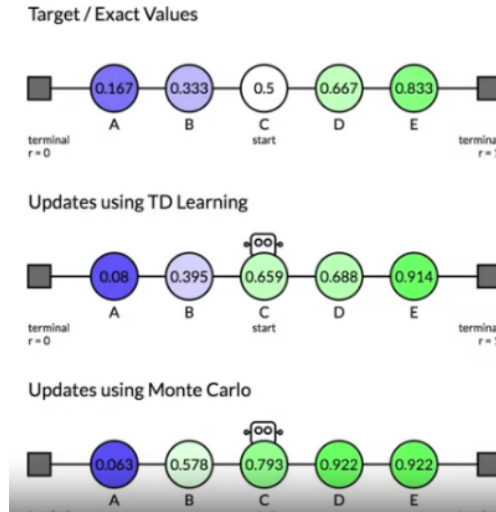 Target / Exact Values
0.167 0.333 0.5 0.667 0.833
A B C D E
terminal start termina
r = 0 r =
Updates using TD Learning
0.08 0.395 0.659 0.688 0.914
A B C D E
terminal start termina
r = 0 r =
Updates using Monte Carlo
0.063 0.578 0.793 0.922 0.922
A B C D E